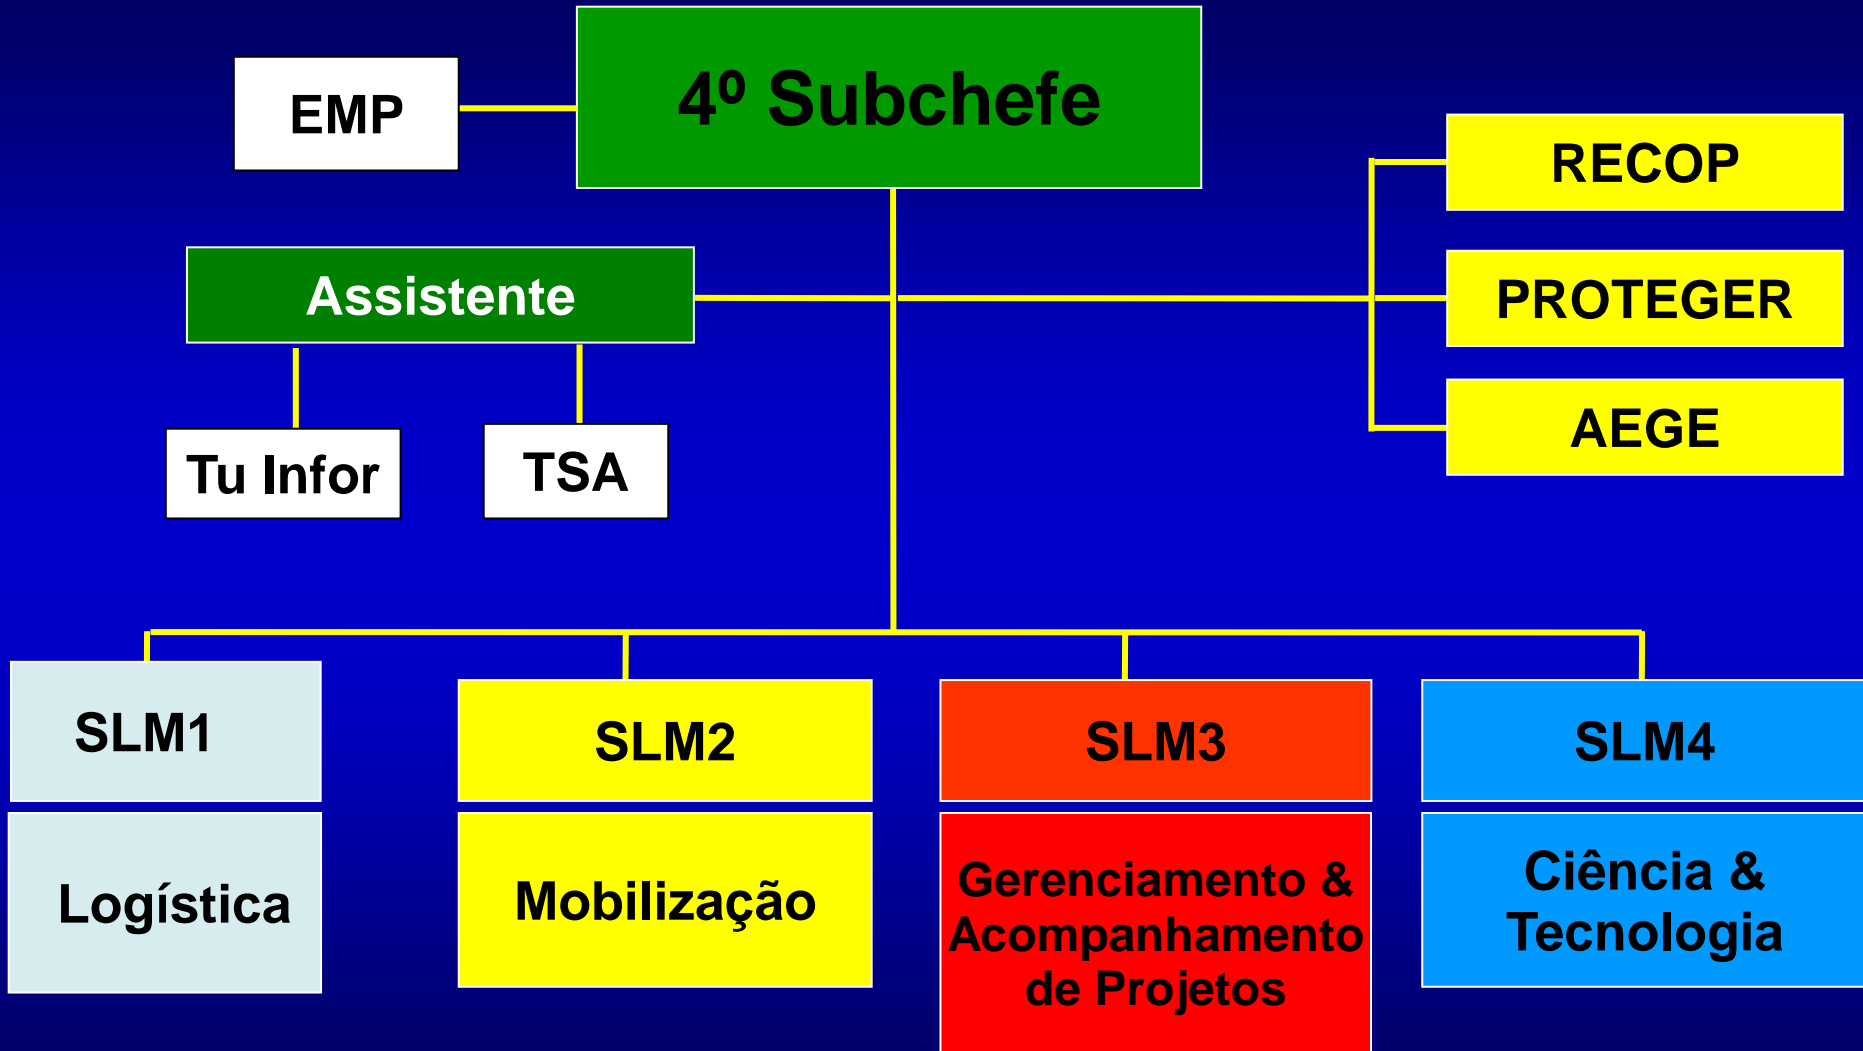 4º Subchefe
EMP
RECOP
PROTEGER
AEGE
Assistente
Tu Infor
TSA
SLM1
SLM2
SLM3
SLM4
Logística
Mobilização
Gerenciamento &
Acompanhamento
de Projetos
Ciência &
Tecnologia